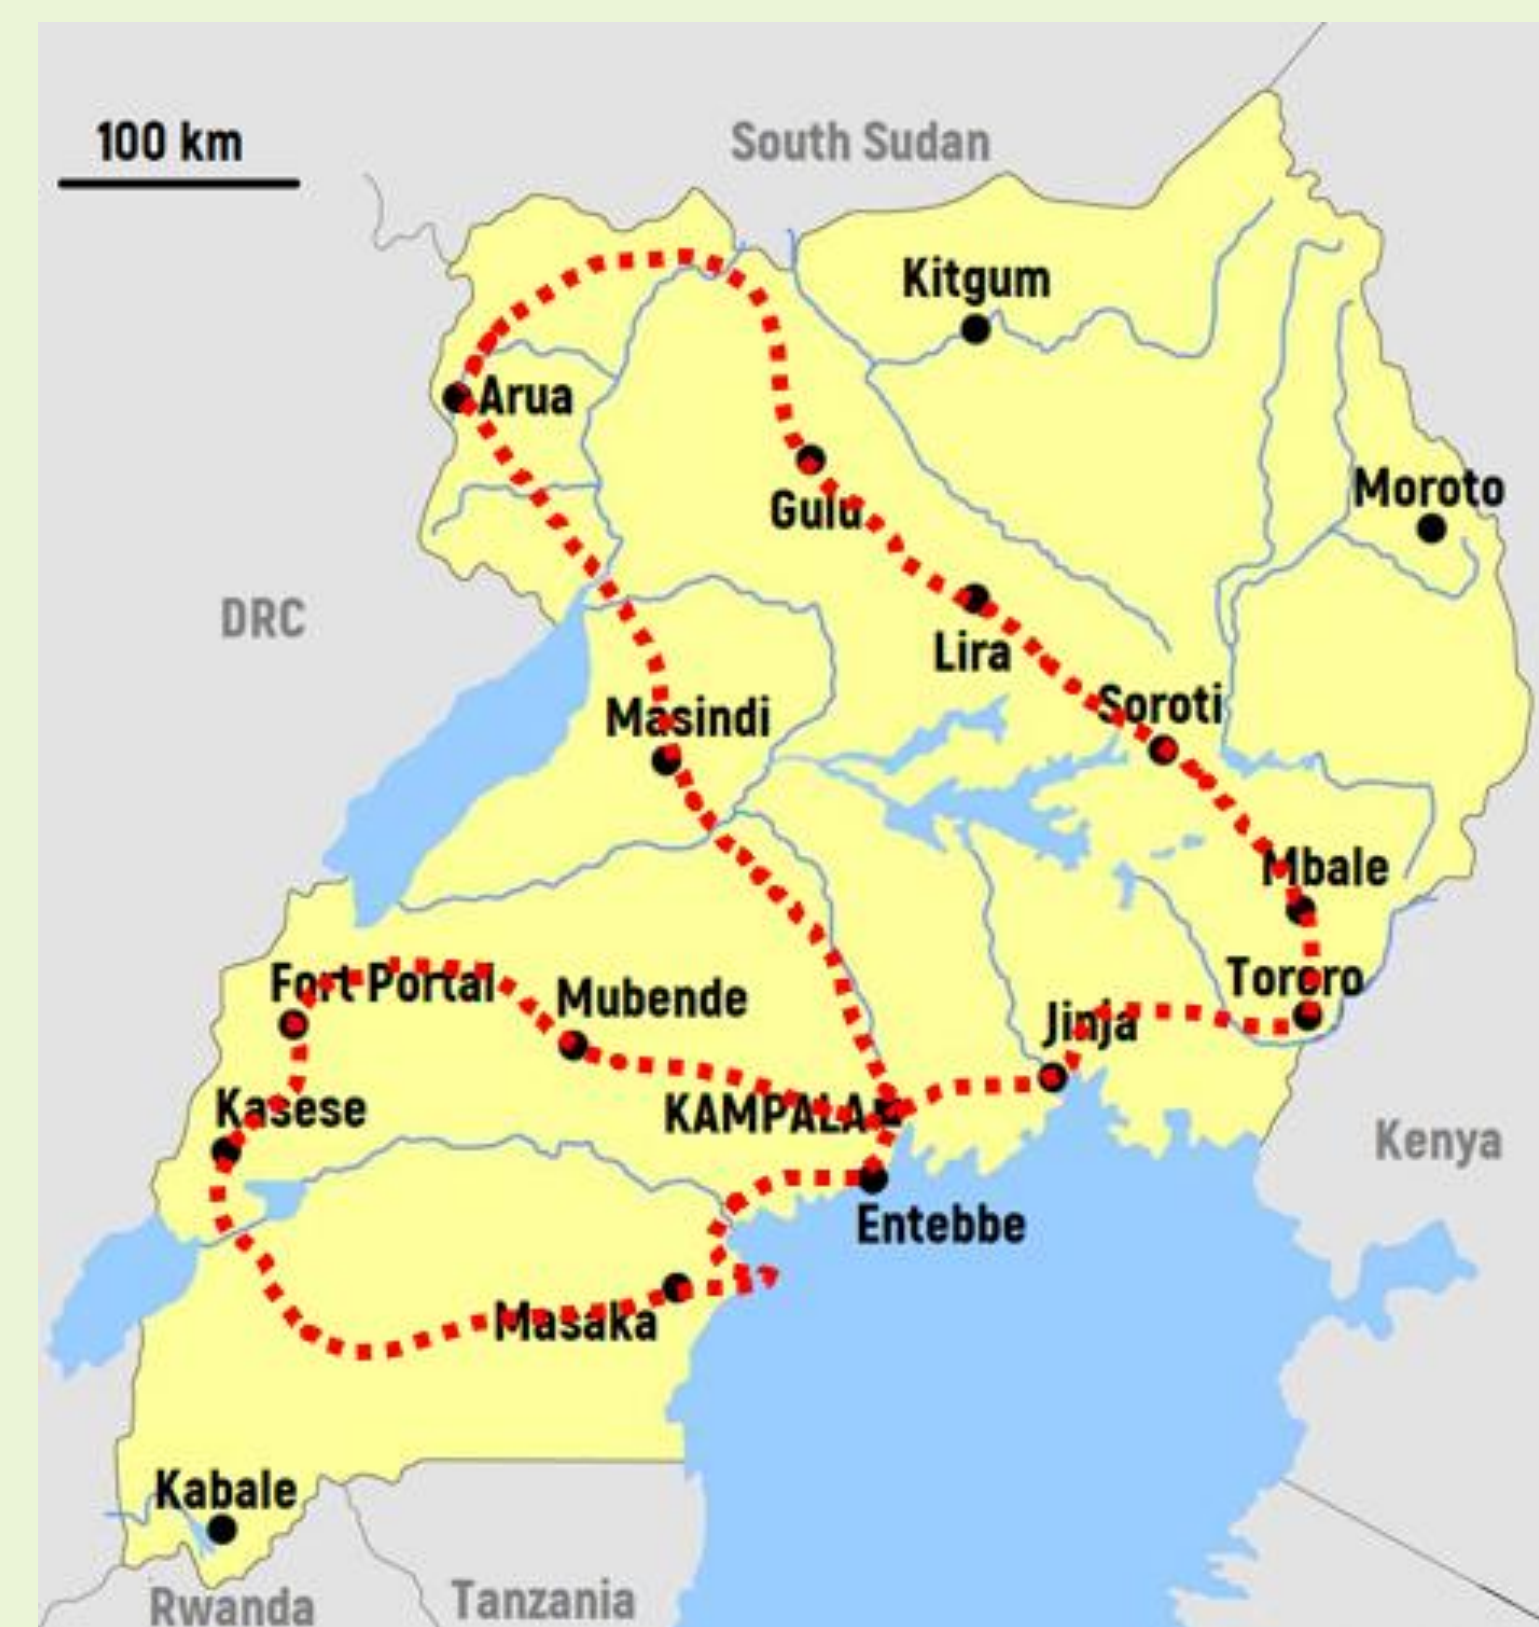 100 km
South Sudan
Kitgum
Arua
Moroto
Gulu
DRC
Lira
Soroti
Masindi
Mbale
Tororo
Fort Portal
Mubende
Jinja
Kasese
KAMPALA
Kenya
Entebbe
Masaka
Kabale
Rwanda
Tanzania